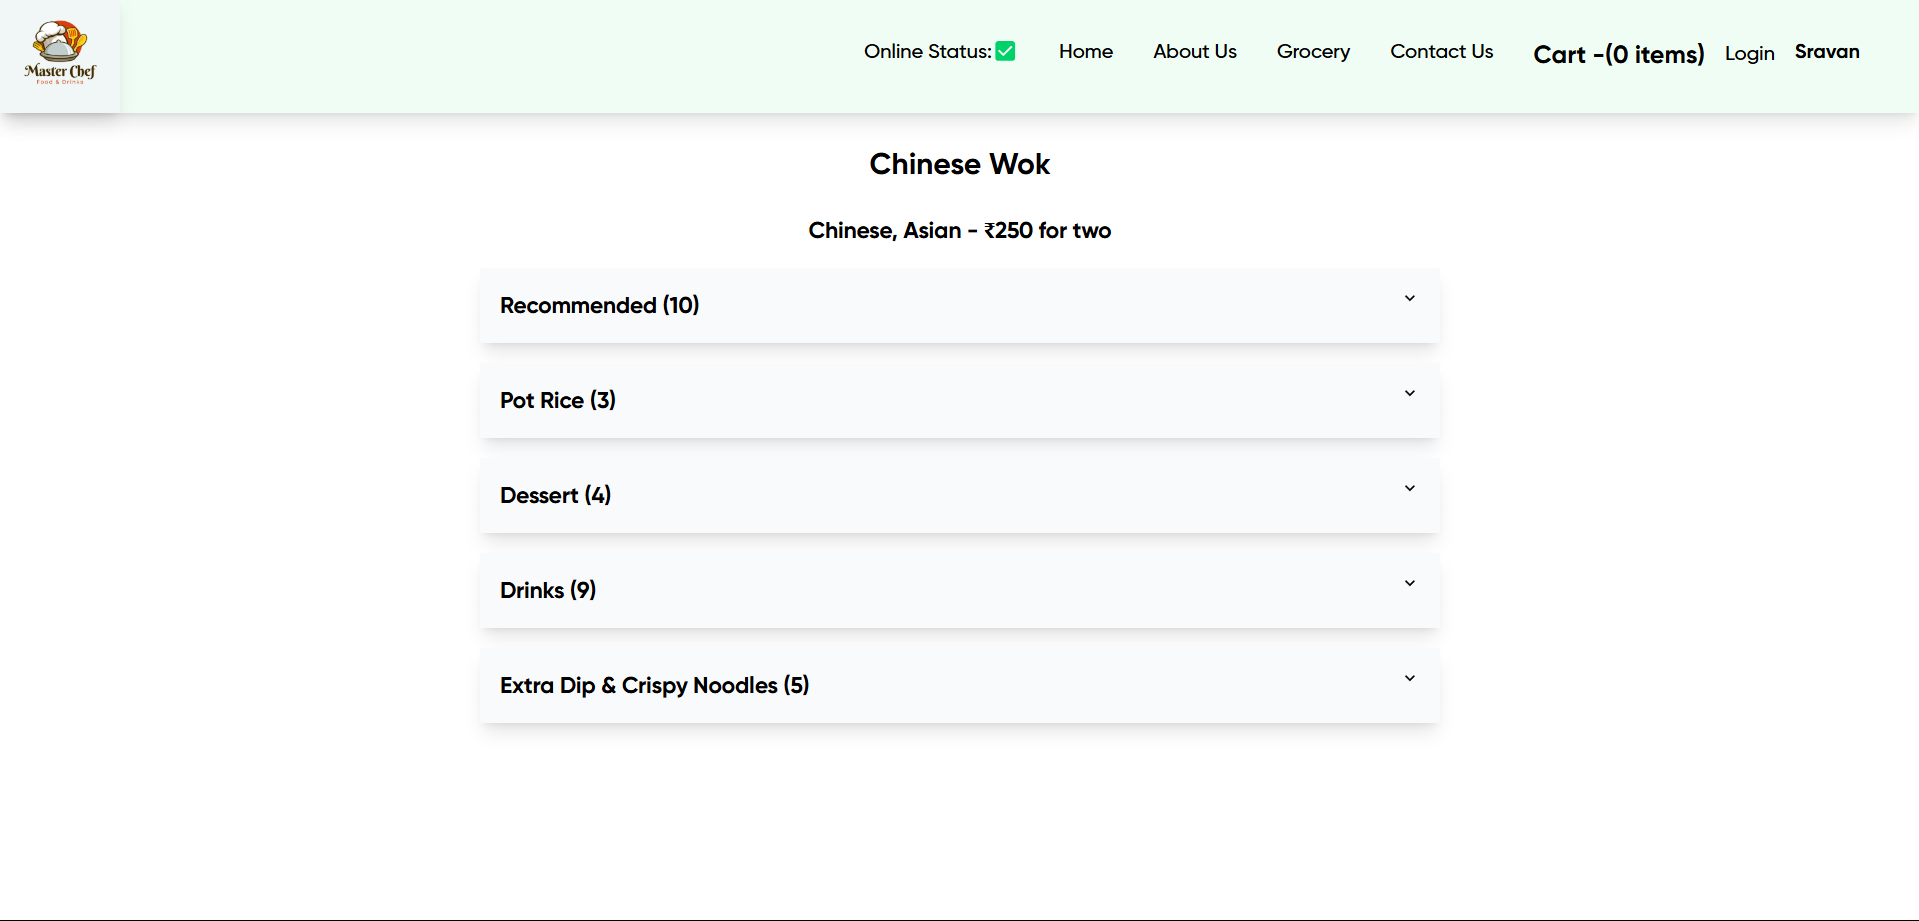 Master Chef
Food & Drinks
Online Status:✅ Home About Us Grocery Contact Us Cart -(0 items) Login Sravan
Chinese Wok
Chinese, Asian - ₹250 for two
Recommended (10)
Pot Rice (3)
Dessert (4)
Drinks (9)
Extra Dip & Crispy Noodles (5)